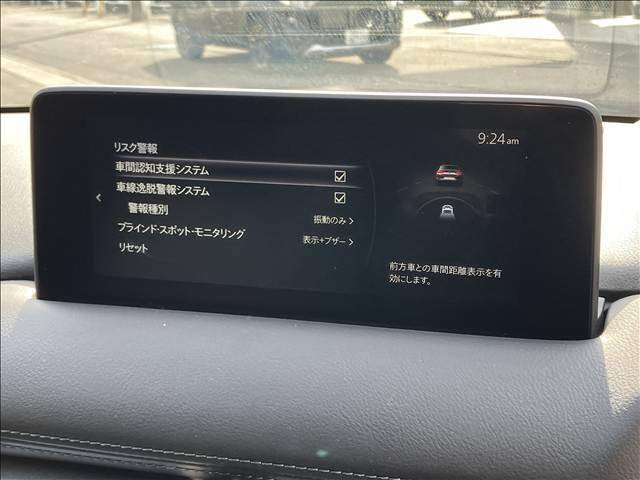 9:24 am
リスク警報
車間認知支援システム
車線逸脱警報システム
警報種別 振動のみ
ブラインド・スポット・モニタリング 表示+ブザー
リセット
前方車との車間距離表示を有
効にします。